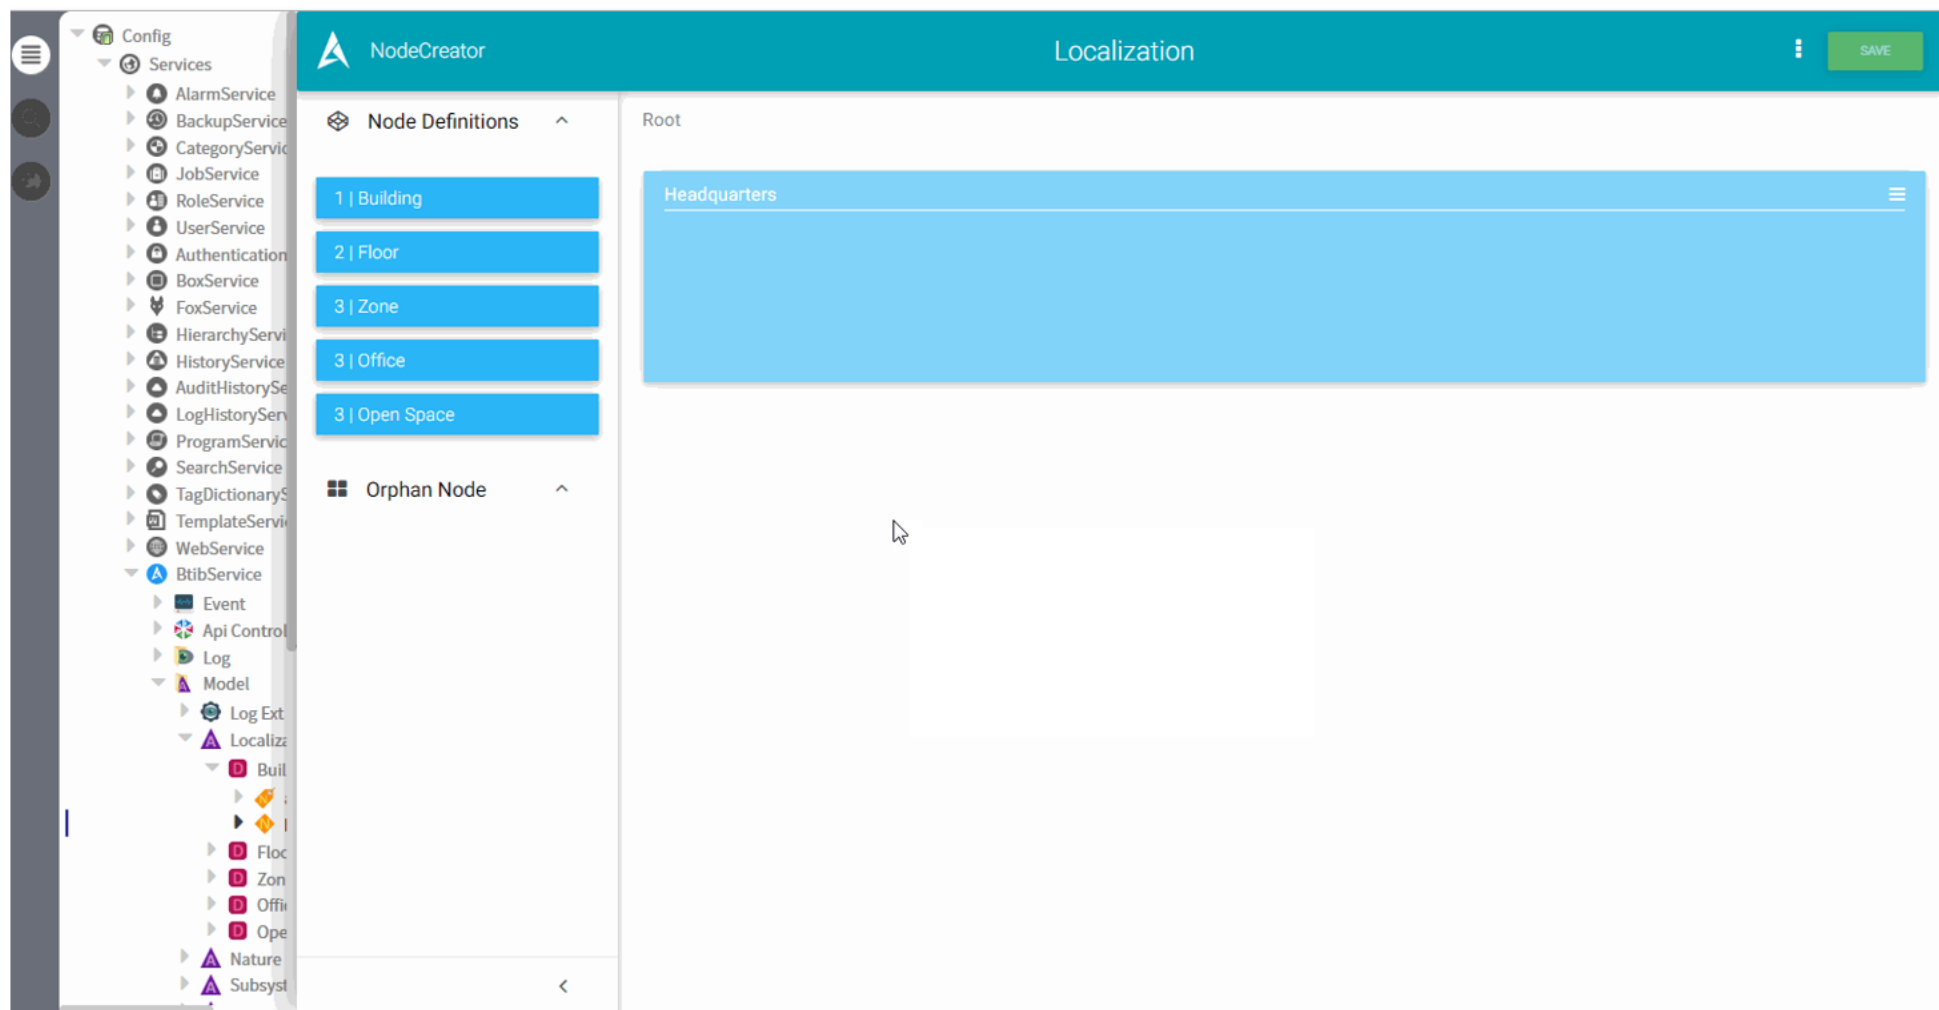 Config
Services
AlarmService
BackupService
CategoryServic
JobService
RoleService
UserService
Authentication
BoxService
FoxService
HierarchyServi
HistoryService
AuditHistorySe
LogHistoryServ
ProgramServic
SearchService
TagDictionaryS
TemplateServi
WebService
BtibService
Event
Api Control
Log
Model
Log Ext
Localiza
Buil
Floo
Zon
Offi
Ope
Nature
Subsyst
NodeCreator
Localization
SAVE
Node Definitions
1 | Building
2 | Floor
3 | Zone
3 | Office
3 | Open Space
Orphan Node
Root
Headquarters